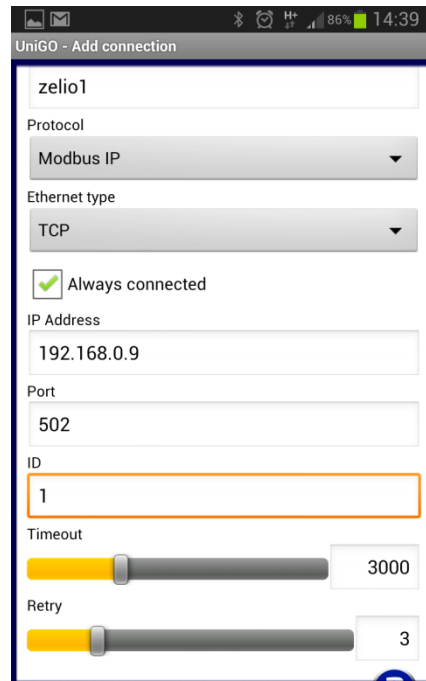 H+ 86% 14:39
UniGO - Add connection
zelio1
Protocol
Modbus IP
Ethernet type
TCP
Always connected
IP Address
192.168.0.9
Port
502
ID
1
Timeout
3000
Retry
3